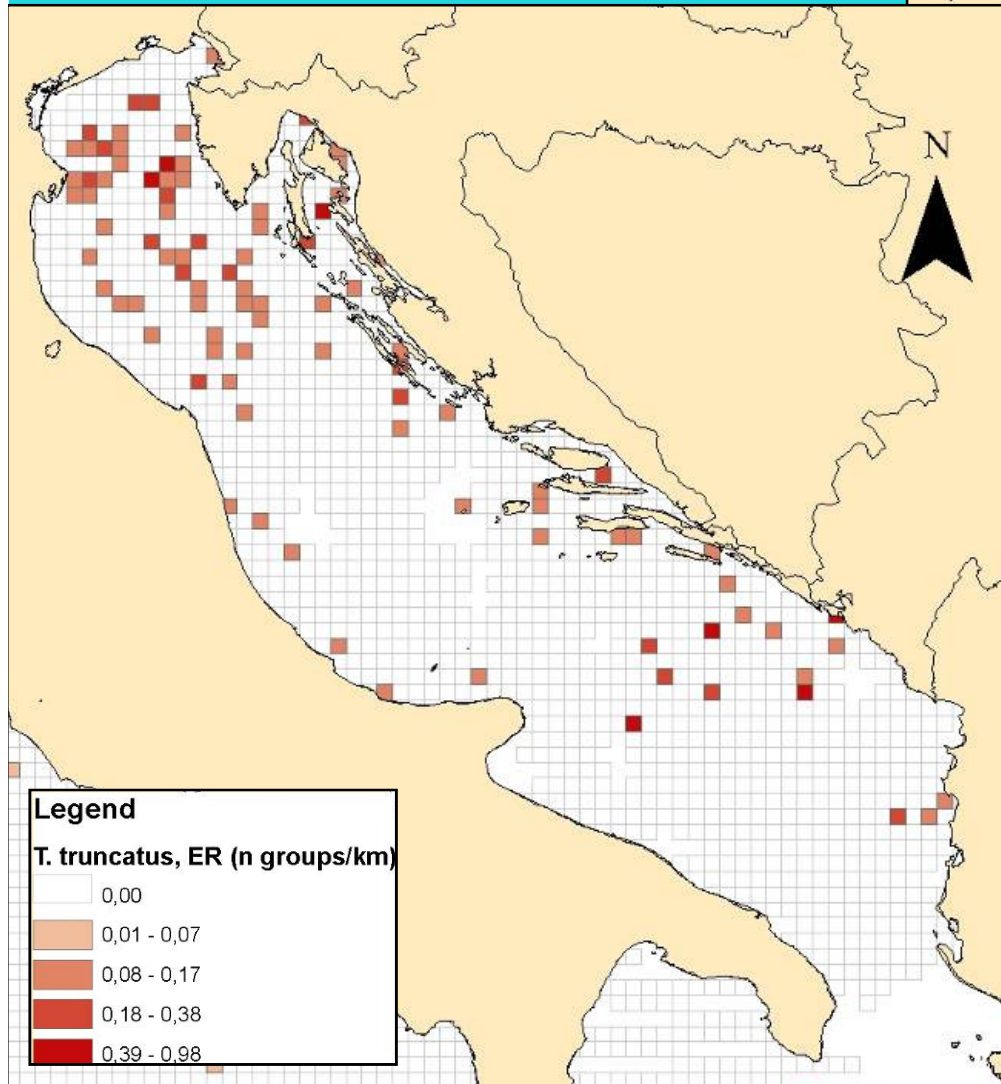 N
Legend
T. truncatus, ER (n groups/km)
0,00
0,01 - 0,07
0,08 - 0,17
0,18 - 0,38
0,39 - 0,98